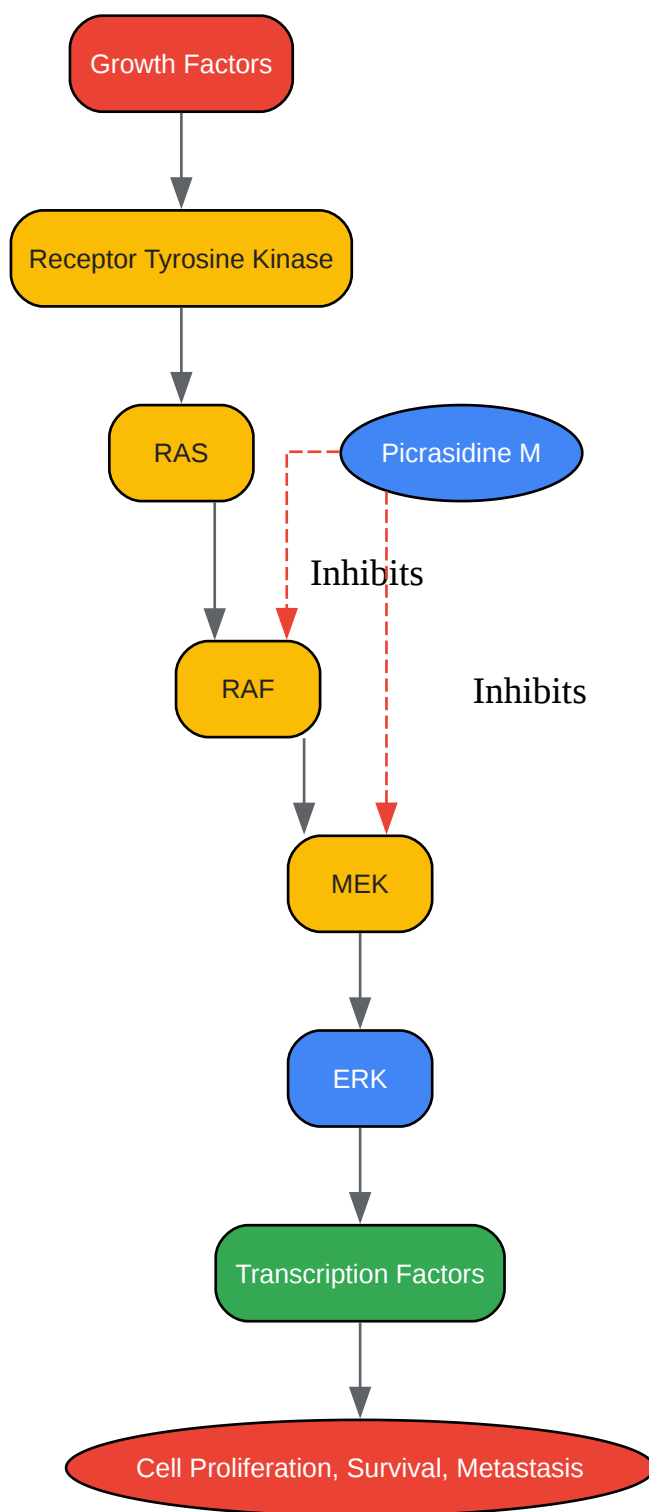 Growth Factors
Receptor Tyrosine Kinase
RAS
Picrasidine M
Inhibits
RAF
Inhibits
MEK
ERK
Transcription Factors
Cell Proliferation, Survival, Metastasis